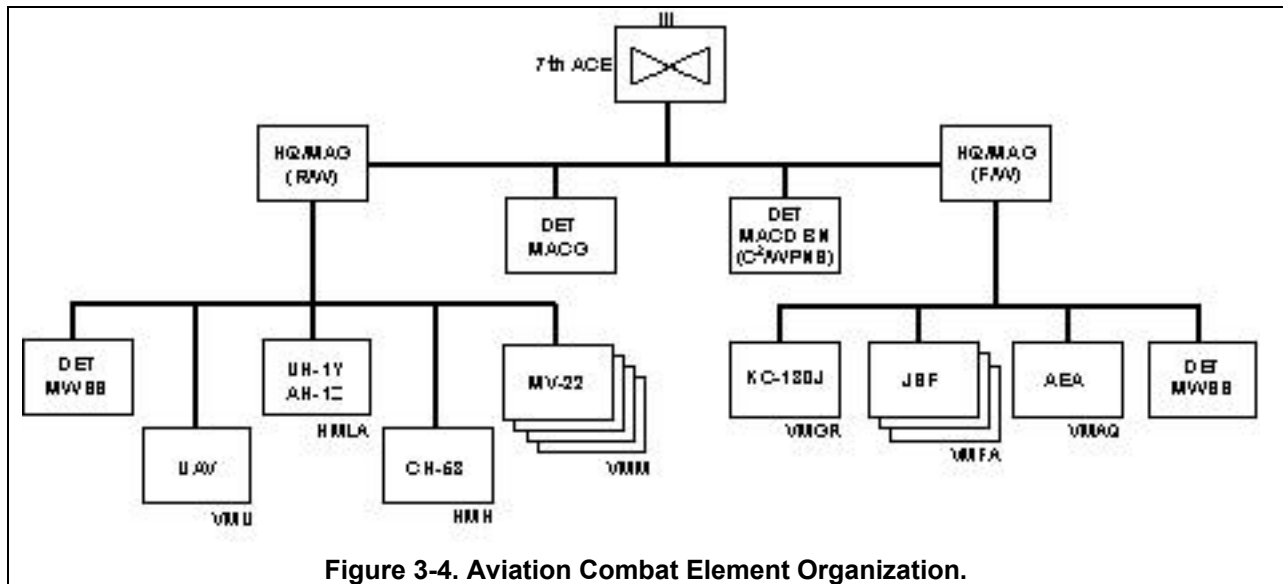 7th ACE
III
HQ/MAG
(R/W)
HQ/MAG
(F/W)
DET
MACG
DET
MACD BN
(C²/WPNS)
DET
MWSS
UAV
VMU
UH-1Y
AH-1Z
HMLA
CH-53
HMH
MV-22
VMM
KC-130J
VMGR
JSF
VMFA
AEA
VMAQ
DET
MWSS
Figure 3-4. Aviation Combat Element Organization.